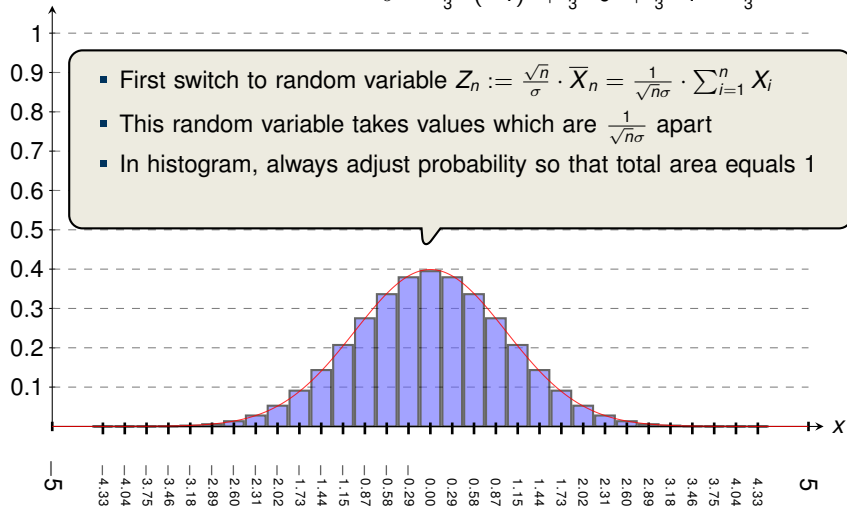 1
0.9
0.8
0.7
0.6
0.5
0.4
0.3
0.2
0.1
▪ First switch to random variable Z_n := √n/σ · X̅_n = 1/(√nσ) · ∑_{i=1}^n X_i
▪ This random variable takes values which are 1/(√nσ) apart
▪ In histogram, always adjust probability so that total area equals 1
x
−5 −4.33 −4.04 −3.75 −3.46 −3.18 −2.89 −2.60 −2.31 −2.02 −1.73 −1.44 −1.15 −0.87 −0.58 −0.29 0.00 0.29 0.58 0.87 1.15 1.44 1.73 2.02 2.31 2.60 2.89 3.18 3.46 3.75 4.04 4.33 5